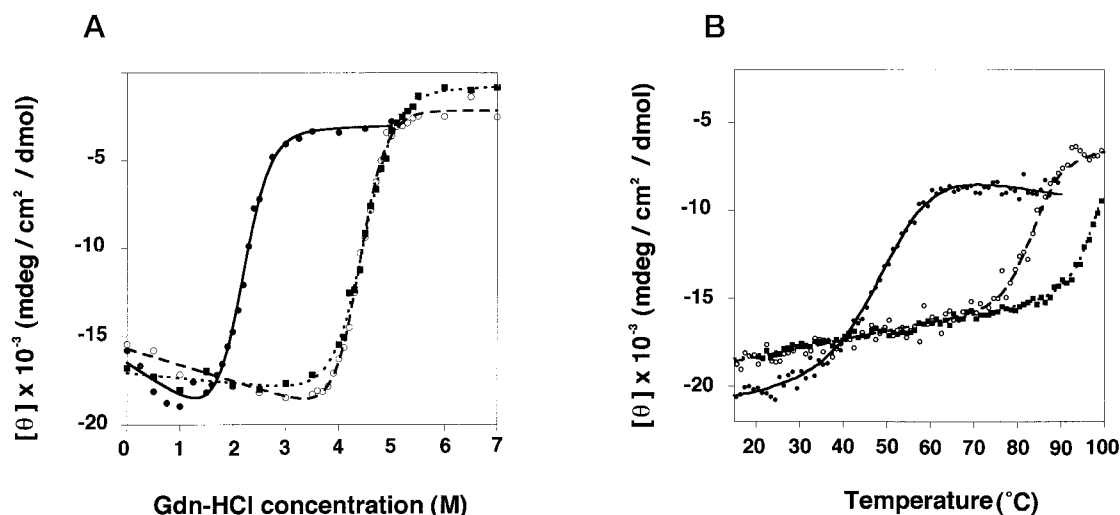 A
B
[θ] x 10⁻³ (mdeg / cm² / dmol)
-5
-10
-15
-20
0 1 2 3 4 5 6 7
Gdn-HCl concentration (M)
[θ] x 10⁻³ (mdeg / cm² / dmol)
-5
-10
-15
-20
20 30 40 50 60 70 80 90 100
Temperature (°C)